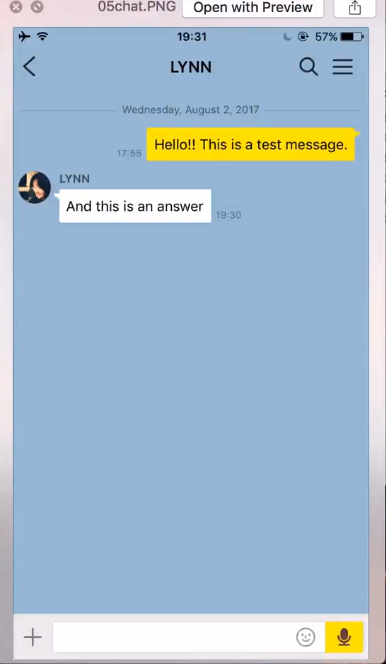 05chat.PNG Open with Preview
19:31 57%
LYNN
Wednesday, August 2, 2017
17:55 Hello!! This is a test message.
LYNN
And this is an answer 19:30